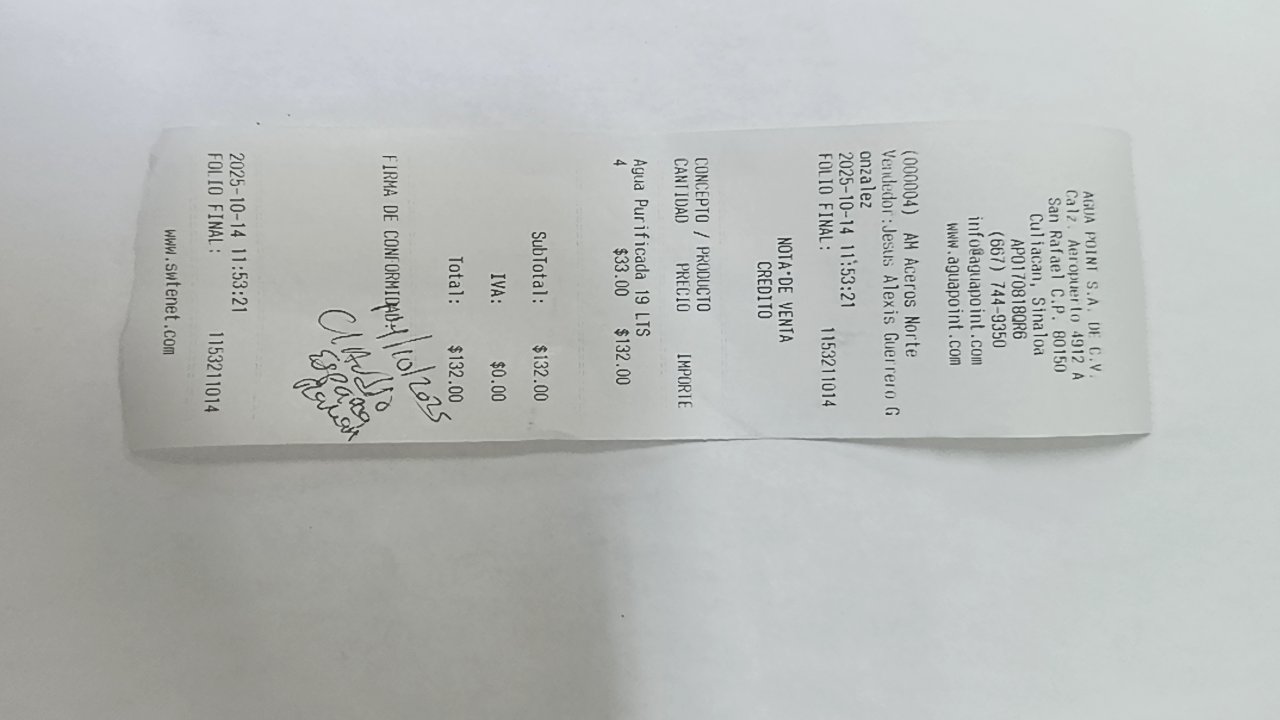 AGUA POINT S.A. DE C.V.
Calz. Aeropuerto 4912 A
San Rafael C.P. 80150
Culiacan, Sinaloa
APO170818QR6
(667) 744-9350
info@aguapoint.com
www.aguapoint.com
(000004) AM Aceros Norte
Vendedor:Jesus Alexis Guerrero G
onzalez
2025-10-14 11:53:21
FOLIO FINAL: 1153211014
NOTA DE VENTA
CREDITO
CONCEPTO / PRODUCTO
CANTIDAD PRECIO IMPORTE
Agua Purificada 19 LTS
4 $33.00 $132.00
SubTotal: $132.00
IVA: $0.00
Total: $132.00
14/10/2025
FIRMA DE CONFORMIDAD
Claudio
Esparza
2025-10-14 11:53:21
FOLIO FINAL: 1153211014
www.swtenet.com